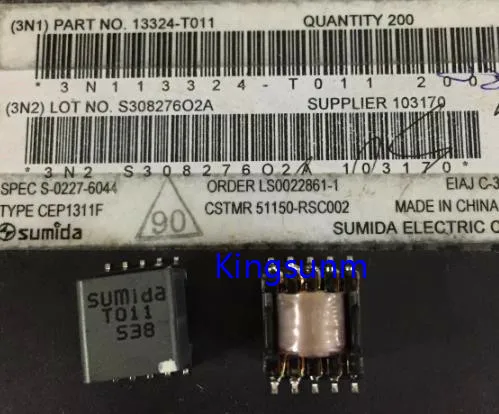 (3N1) PART NO. 13324-T011 QUANTITY 200
*3N113324-T011 200
(3N2) LOT NO. S308276O2A SUPPLIER 103170
*3N2 S308276O2A 103170*
SPEC S-0227-6044 ORDER LS0022861-1 EIAJ C-3
TYPE CEP1311F 90 CSTMR 51150-RSC002 MADE IN CHINA
sumida SUMIDA ELECTRIC C
Kingsunm
sumida
T011
S38